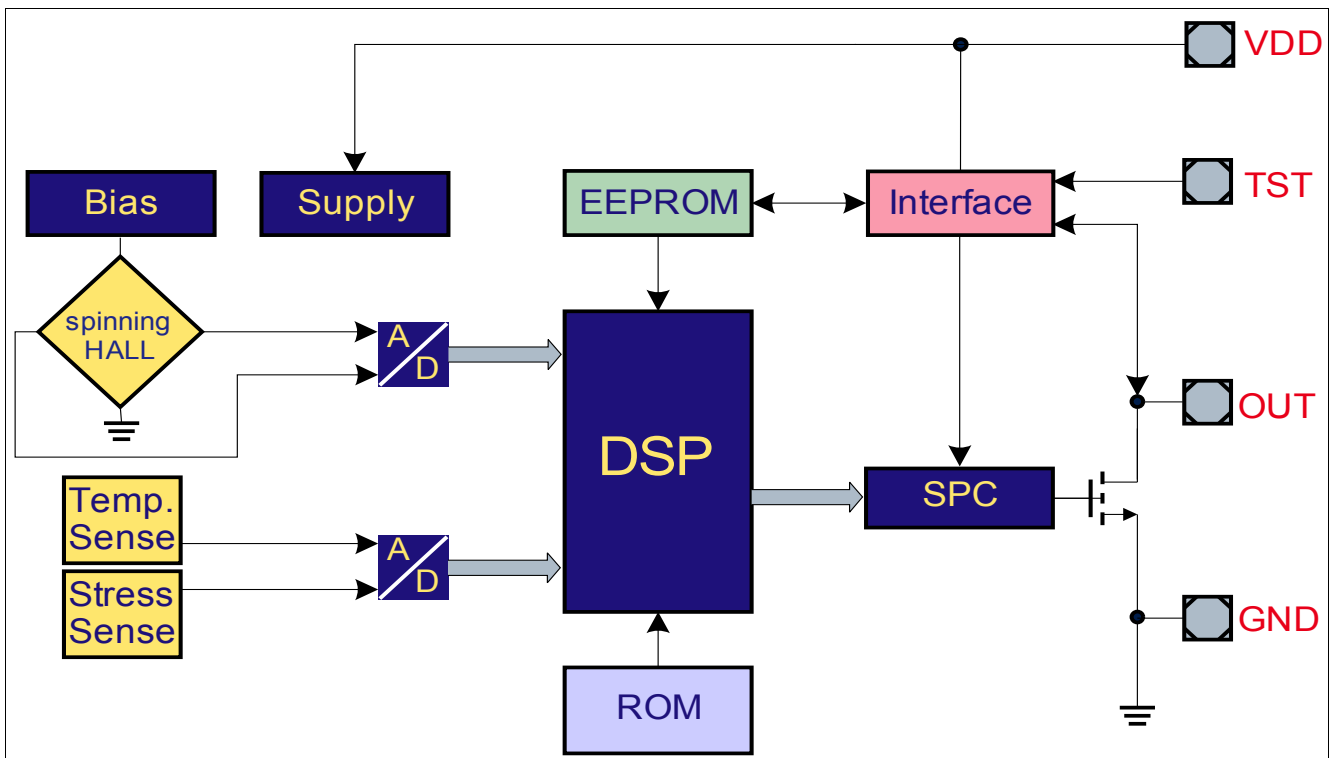 VDD
Bias
Supply
EEPROM
Interface
TST
spinning
HALL
A
D
OUT
DSP
SPC
Temp.
Sense
A
D
Stress
Sense
GND
ROM